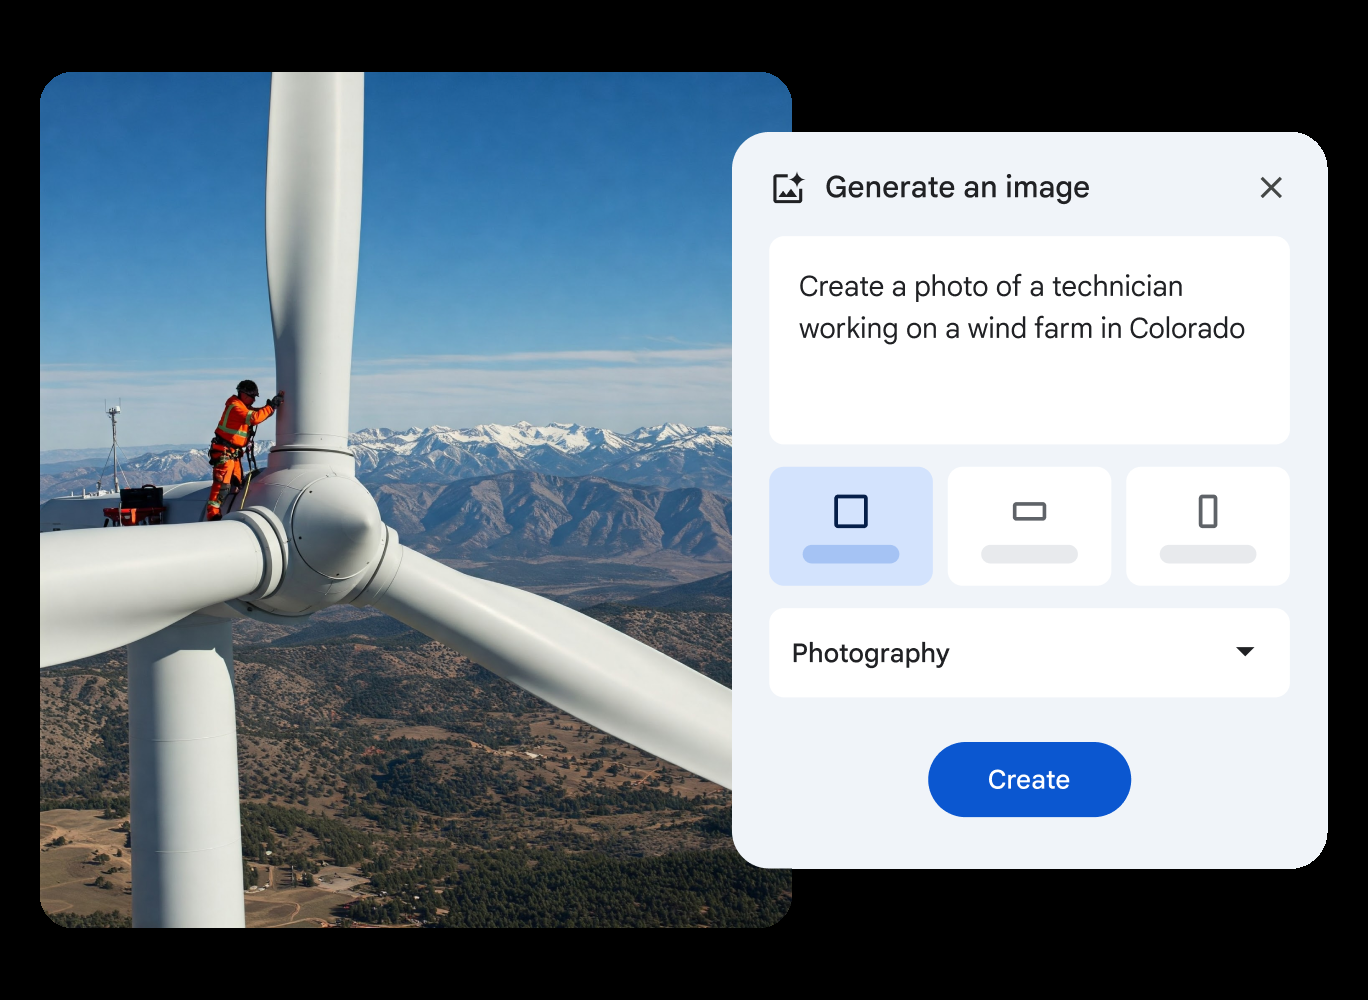 Generate an image
Create a photo of a technician
working on a wind farm in Colorado
Photography
Create